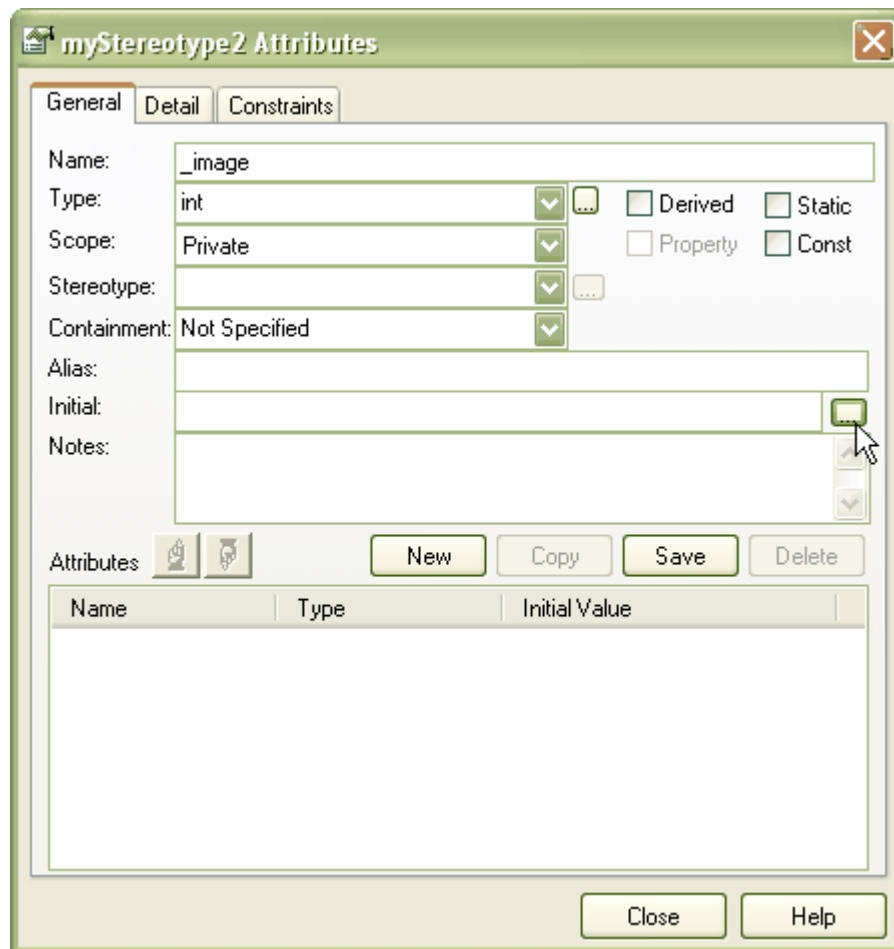 myStereotype2 Attributes
General Detail Constraints
Name: _image
Type: int ... Derived Static
Scope: Private Property Const
Stereotype: ...
Containment: Not Specified
Alias:
Initial: ...
Notes:
Attributes New Copy Save Delete
Name Type Initial Value
Close Help